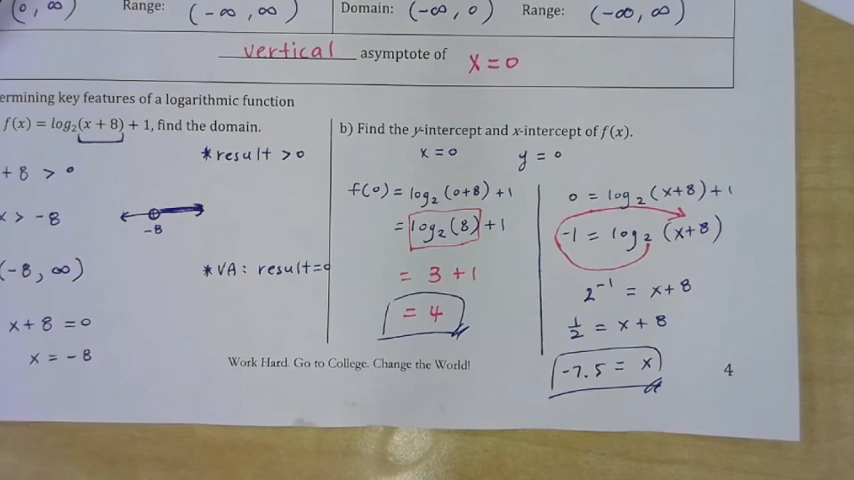 (0, ∞) Range: (-∞, ∞) Domain: (-∞, 0) Range: (-∞, ∞)
vertical asymptote of x = 0
ermining key features of a logarithmic function
f(x) = log₂(x + 8) + 1, find the domain.
* result > 0
+ 8 > 0
x > -8
-8
(-8, ∞)
* VA: result = 0
x + 8 = 0
x = -8
b) Find the y-intercept and x-intercept of f(x).
x = 0 y = 0
f(0) = log₂(0+8) + 1
= log₂(8) + 1
= 3 + 1
= 4
0 = log₂(x+8) + 1
-1 = log₂(x+8)
2⁻¹ = x + 8
½ = x + 8
-7.5 = x
Work Hard. Go to College. Change the World!
4